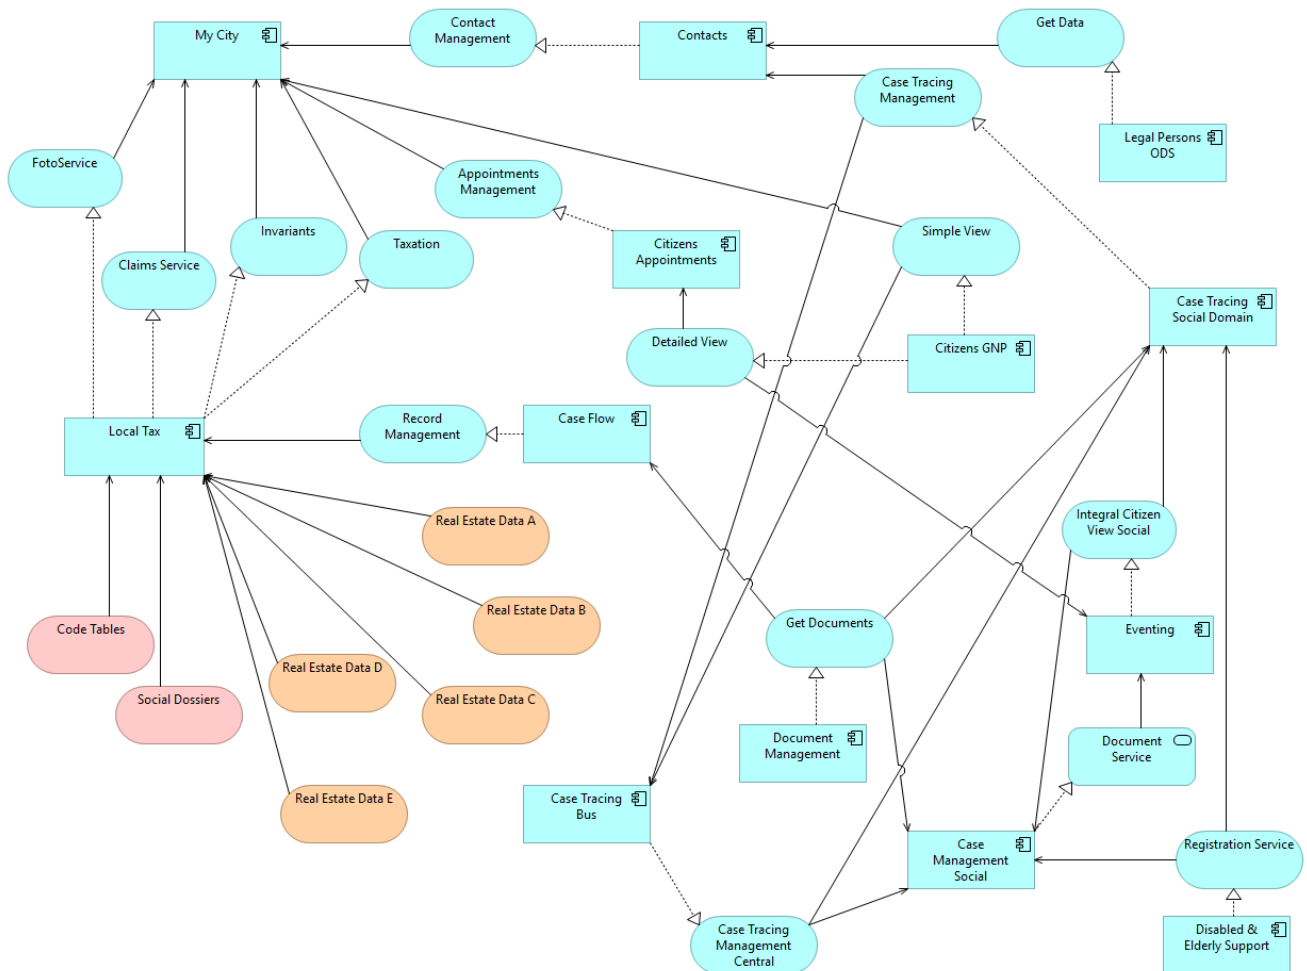 My City
Contact
Management
Contacts
Get Data
Case Tracing
Management
Legal Persons
ODS
FotoService
Appointments
Management
Claims Service
Invariants
Taxation
Citizens
Appointments
Simple View
Case Tracing
Social Domain
Detailed View
Citizens GNP
Local Tax
Record
Management
Case Flow
Real Estate Data A
Integral Citizen
View Social
Real Estate Data B
Code Tables
Get Documents
Eventing
Real Estate Data D
Social Dossiers
Real Estate Data C
Document
Management
Document
Service
Real Estate Data E
Case Tracing
Bus
Case
Management
Social
Registration Service
Case Tracing
Management
Central
Disabled &
Elderly Support